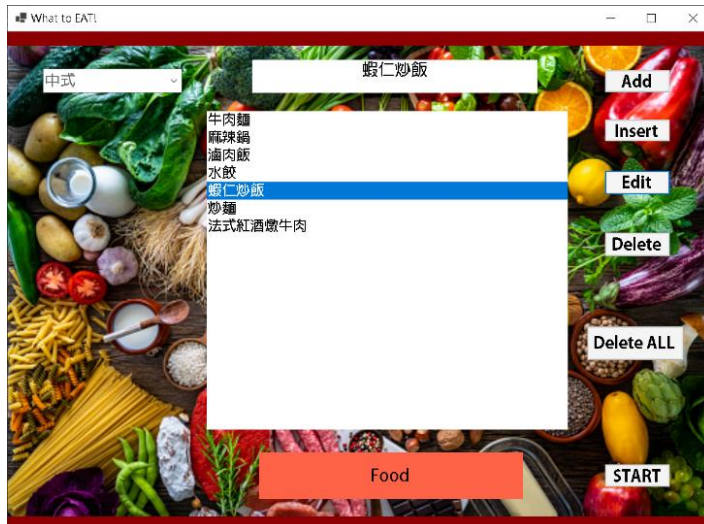 What to EAT!
中式
蝦仁炒飯
Add
牛肉麵
麻辣鍋
滷肉飯
水餃
蝦仁炒飯
炒麵
法式紅酒燉牛肉
Insert
Edit
Delete
Delete ALL
Food
START